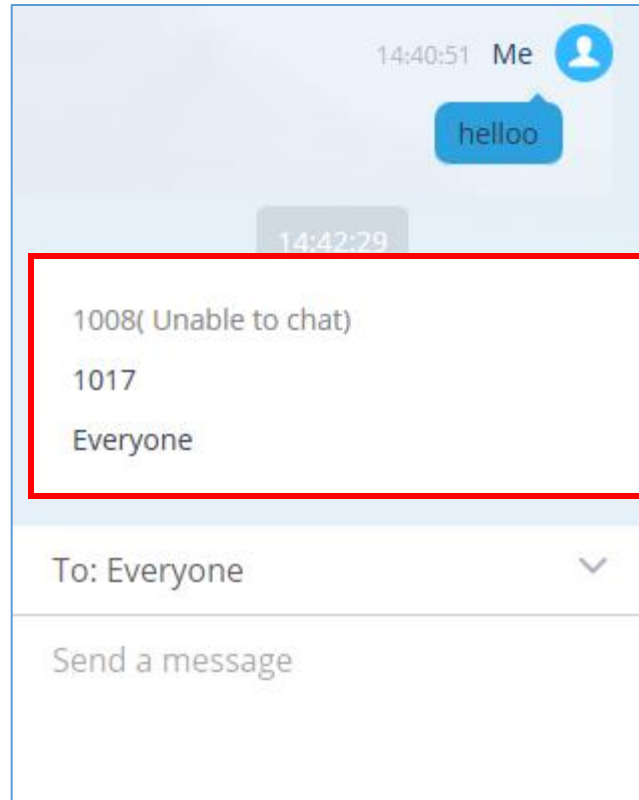 14:40:51 Me
helloo
14:42:29
1008( Unable to chat)
1017
Everyone
To: Everyone
Send a message